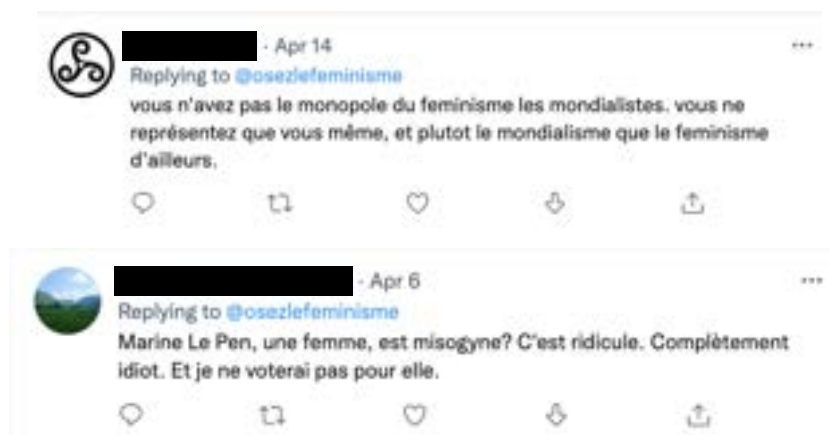 · Apr 14
Replying to @osezlefeminisme
vous n'avez pas le monopole du feminisme les mondialistes. vous ne
représentez que vous même, et plutot le mondialisme que le feminisme
d'ailleurs.
· Apr 6
Replying to @osezlefeminisme
Marine Le Pen, une femme, est misogyne? C'est ridicule. Complètement
idiot. Et je ne voterai pas pour elle.